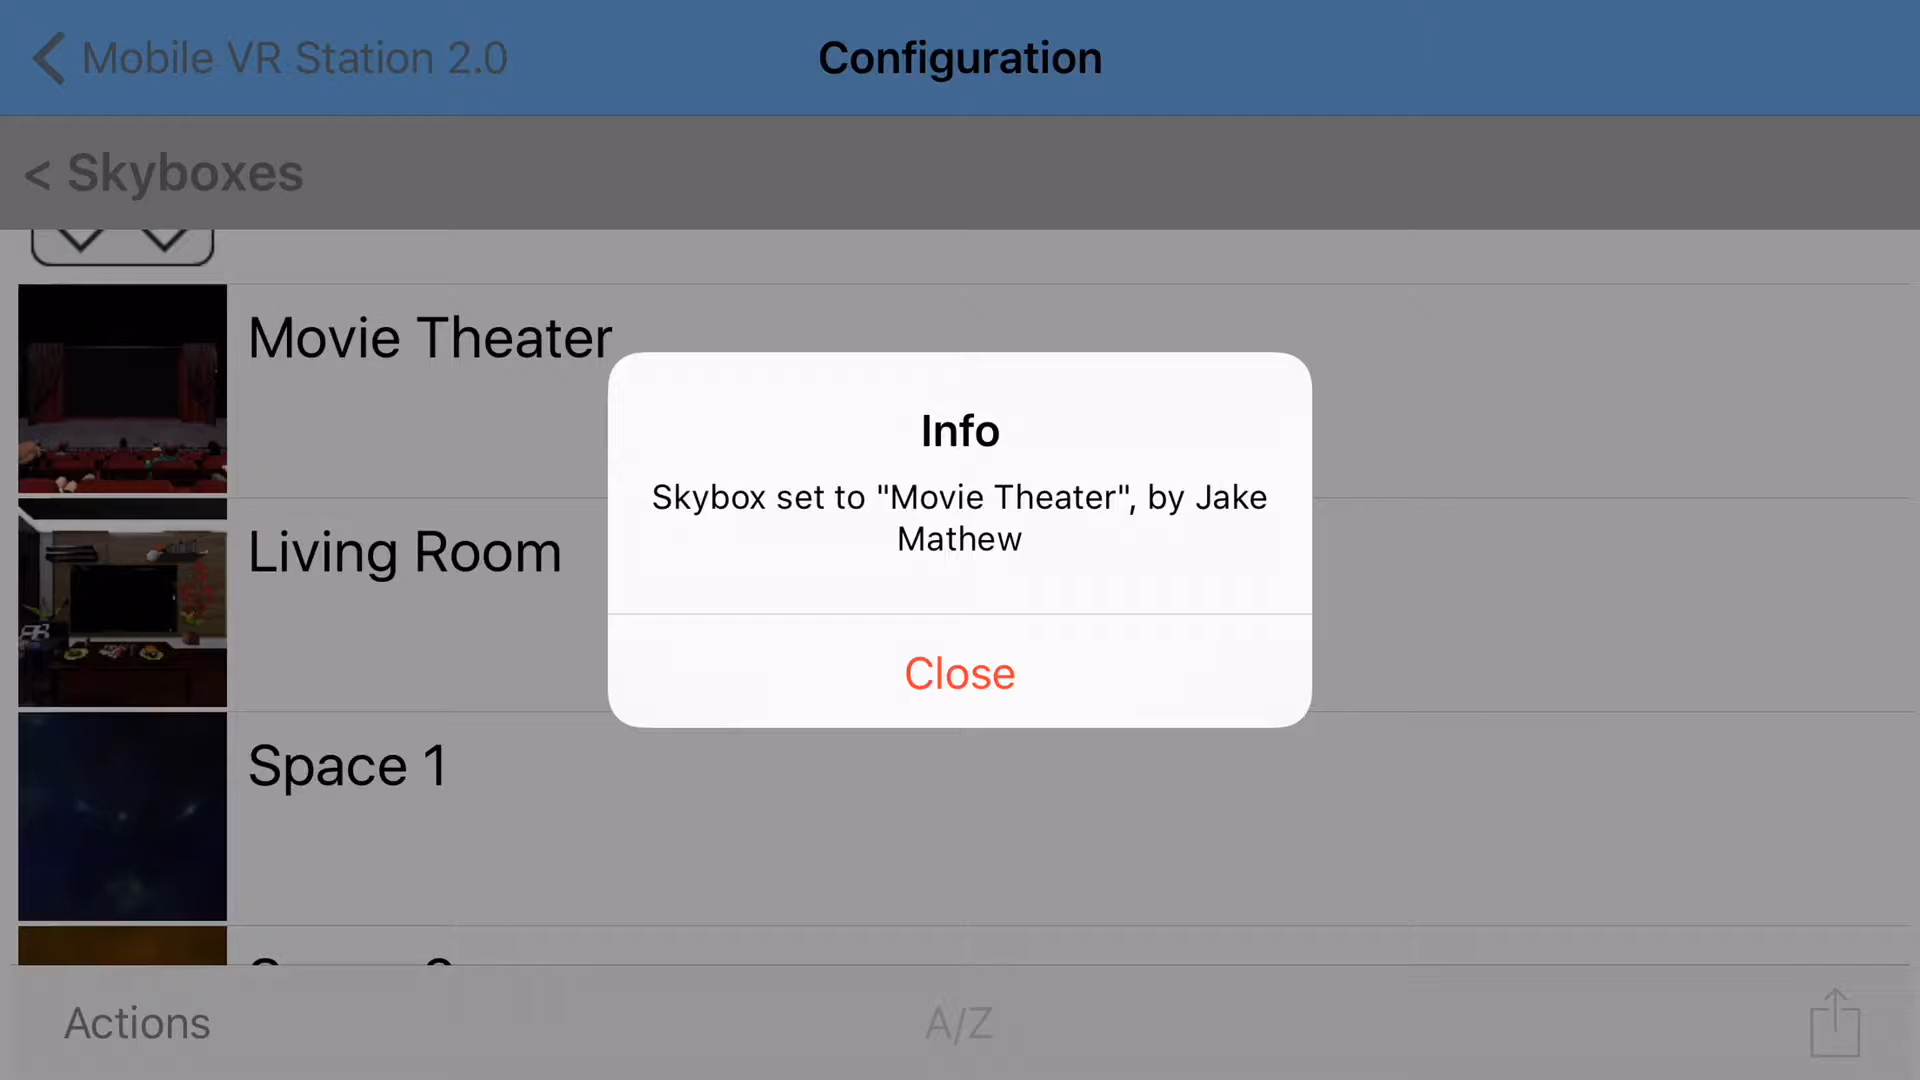 Mobile VR Station 2.0
Configuration
< Skyboxes
Movie Theater
Info
Skybox set to "Movie Theater", by Jake
Mathew
Living Room
Close
Space 1
Actions
A/Z